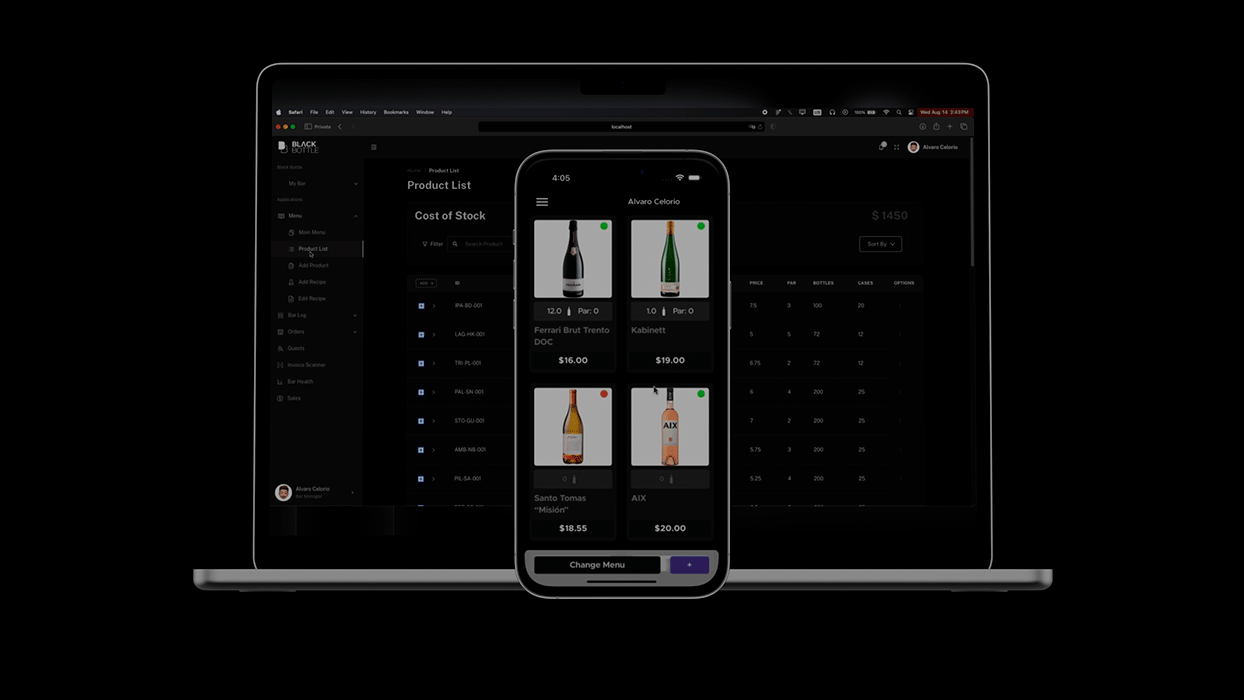 Safari File Edit View History Bookmarks Window Help
100%
Wed Aug 14 3:43PM
Private
localhost
BLACK
BOTTLE
Alvaro Celorio
My Bar
Applications
Menu
Main Menu
Product List
Add Product
Add Recipe
Edit Recipe
Bar Log
Orders
Guests
Invoice Scanner
Bar Health
Sales
Alvaro Celorio
Bar Manager
Home Product List
Product List
Cost of Stock
$ 1450
Filter Search Product
Sort By
ID PRICE PAR BOTTLES CASES OPTIONS
IPA-BD-001 7.5 3 100 20
LAG-HK-001 5 5 72 12
TRI-PL-001 6.75 2 72 12
PAL-SN-001 6 4 200 25
STO-GU-001 7 2 200 25
AMB-NB-001 5.75 3 200 25
PIL-SA-001 5.25 4 200 25
4:05
Alvaro Celorio
12.0 Par: 0
Ferrari Brut Trento
DOC
$16.00
1.0 Par: 0
Kabinett
$19.00
0
Santo Tomas
“Misión”
$18.55
AIX
0
AIX
$20.00
Change Menu +